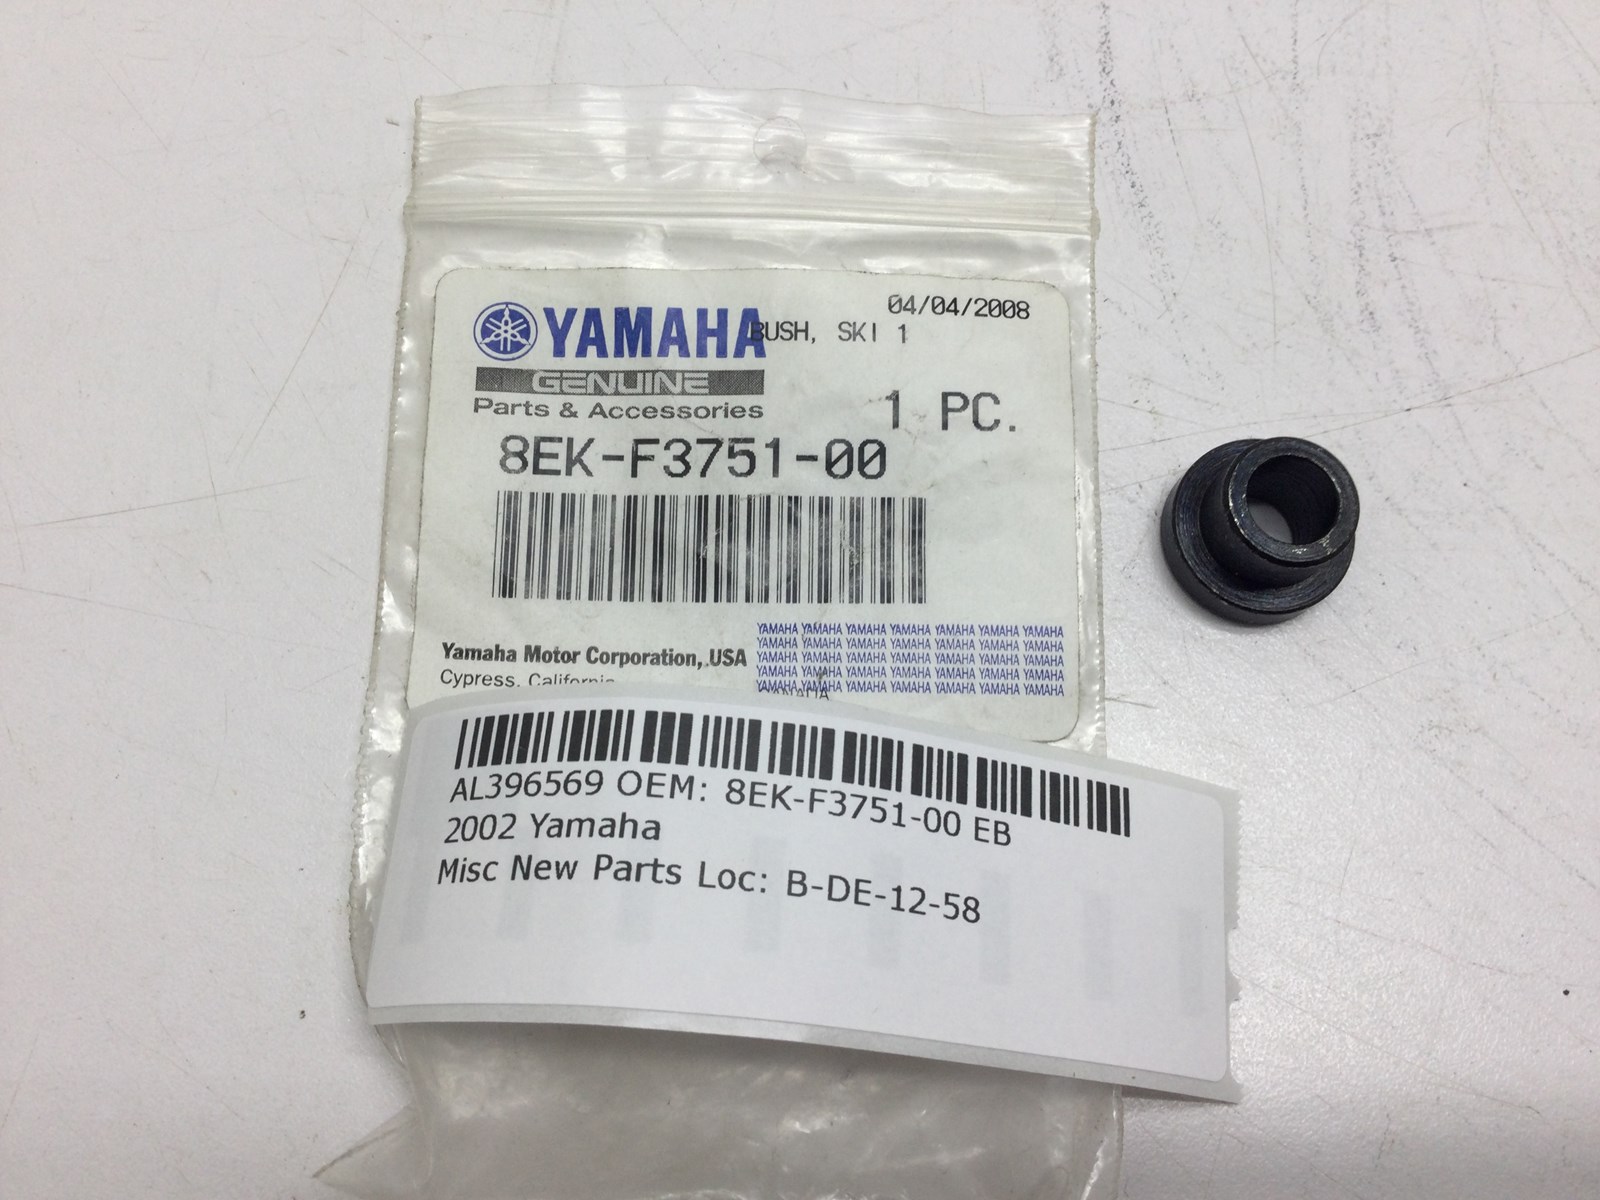 04/04/2008
YAMAHA
BUSH, SKI 1
GENUINE
Parts & Accessories
1 PC.
8EK-F3751-00
Yamaha Motor Corporation, USA
Cypress, California
YAMAHA YAMAHA YAMAHA YAMAHA YAMAHA YAMAHA YAMAHA
YAMAHA YAMAHA YAMAHA YAMAHA YAMAHA YAMAHA YAMAHA
YAMAHA YAMAHA YAMAHA YAMAHA YAMAHA YAMAHA YAMAHA
YAMAHA YAMAHA YAMAHA YAMAHA YAMAHA YAMAHA YAMAHA
YAMAHA YAMAHA YAMAHA YAMAHA YAMAHA YAMAHA YAMAHA
AL396569 OEM: 8EK-F3751-00 EB
2002 Yamaha
Misc New Parts Loc: B-DE-12-58